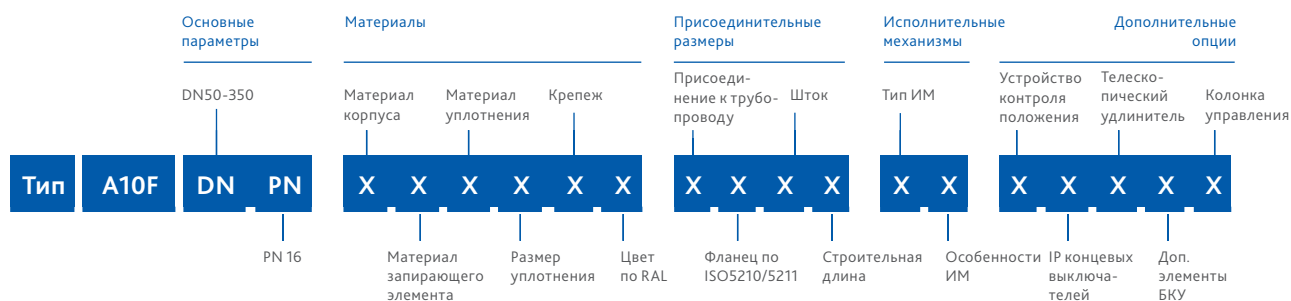 Основные
параметры
Материалы
Присоединительные
размеры
Исполнительные
механизмы
Дополнительные
опции
DN50-350
Материал
корпуса
Материал
уплотнения
Крепеж
Присоеди-
нение к трубо-
проводу
Шток
Тип ИМ
Устройство
контроля
положения
Телеско-
пический
удлинитель
Колонка
управления
Тип A10F DN PN X X X X X X X X X X X X X X X X X
PN 16
Материал
запирающего
элемента
Размер
уплотнения
Цвет
по RAL
Фланец по
ISO5210/5211
Строительная
длина
Особенности
ИМ
IP концевых
выключа-
телей
Доп.
элементы
БКУ